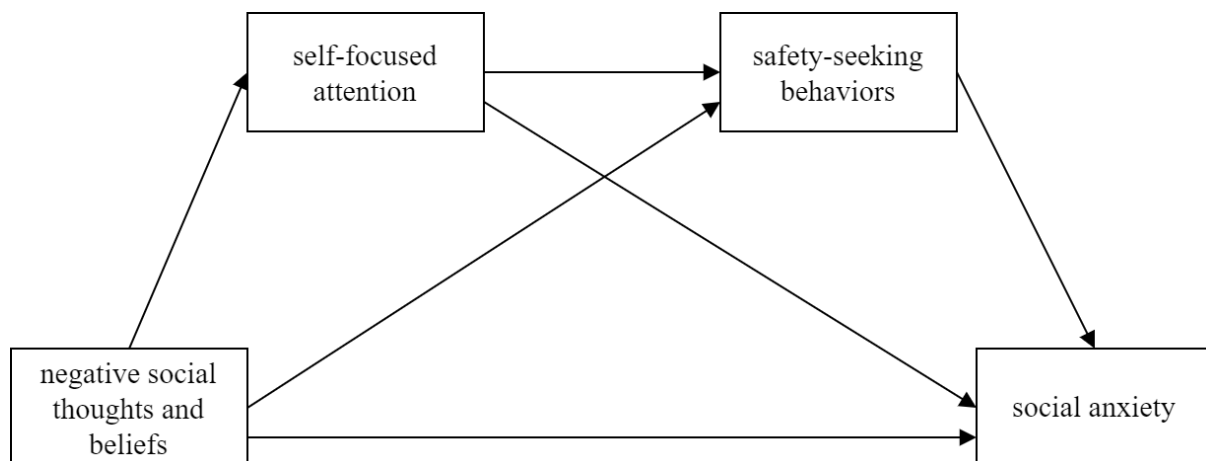 self-focused
attention
safety-seeking
behaviors
negative social
thoughts and
beliefs
social anxiety